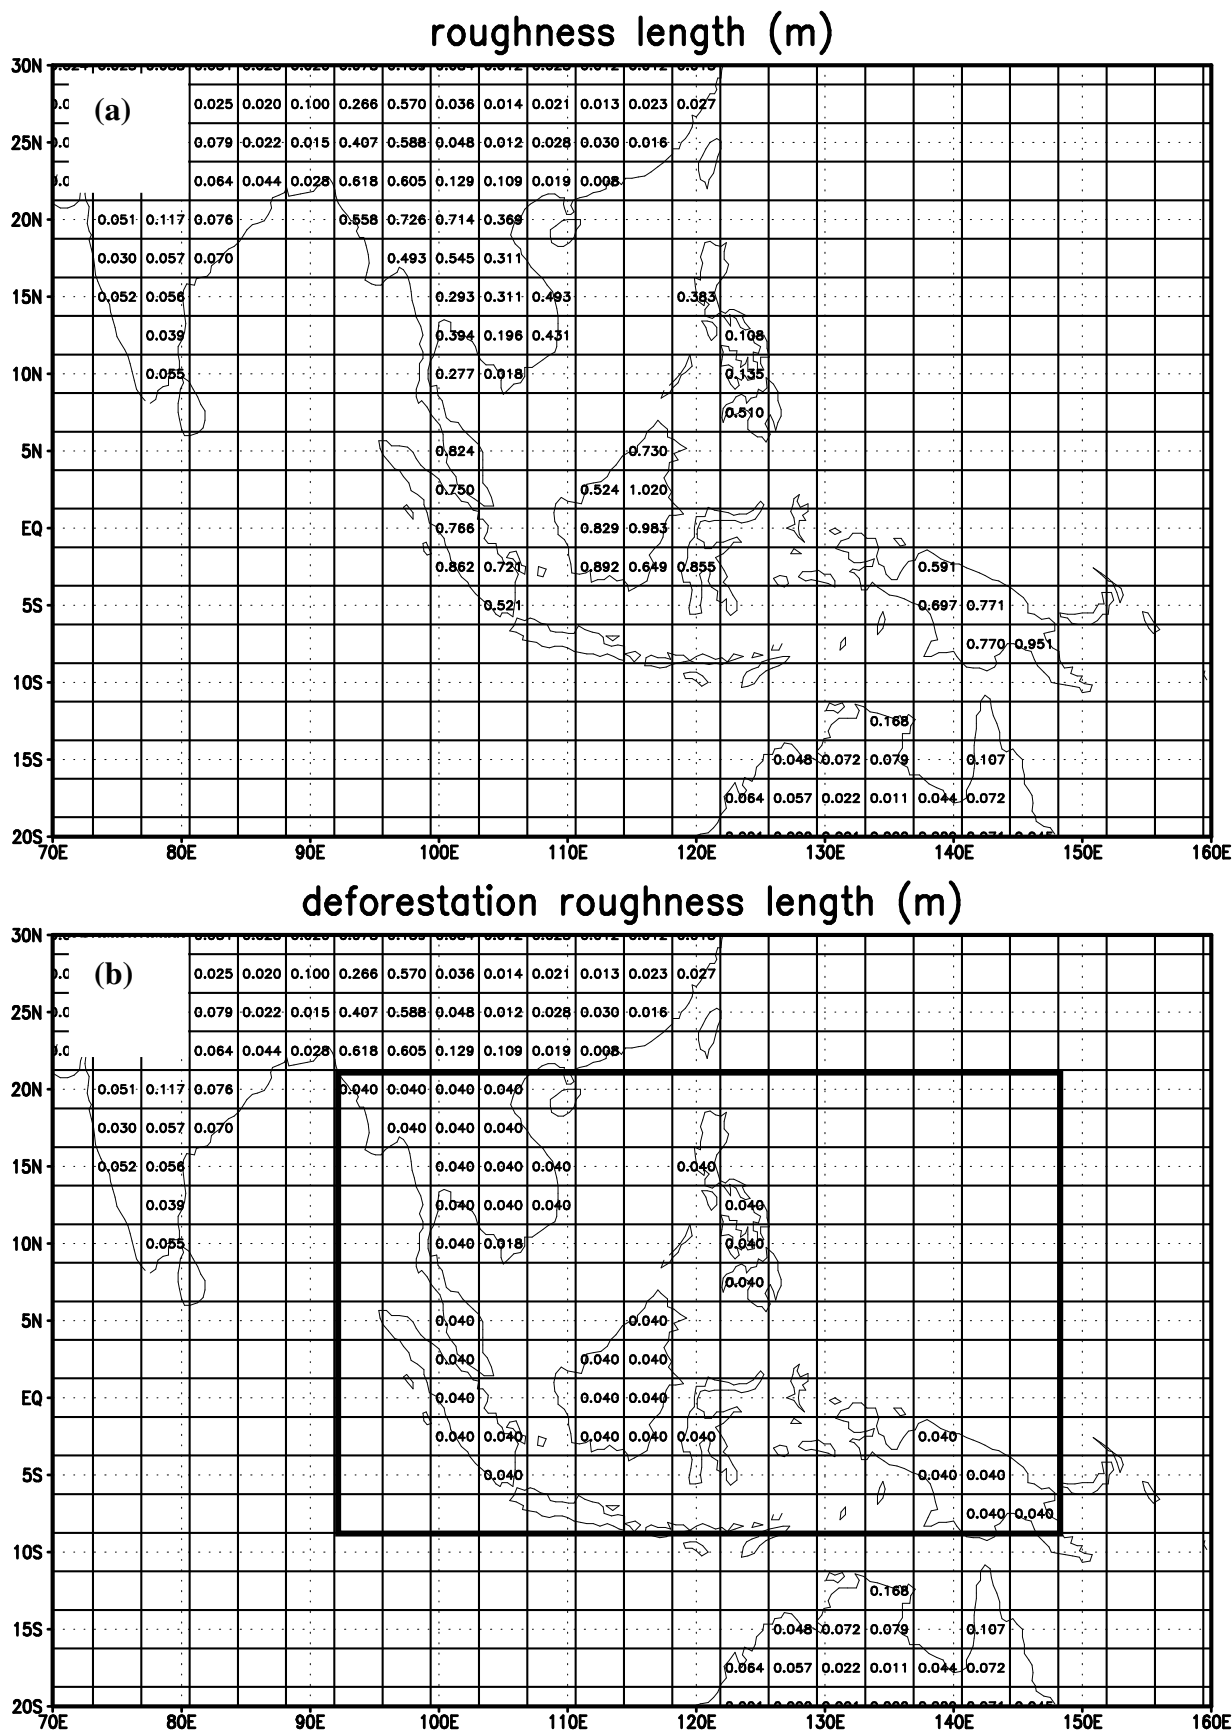 roughness length (m)
30N
(a) 0.025 0.020 0.100 0.266 0.570 0.036 0.014 0.021 0.013 0.023 0.027
25N 0.079 0.022 0.015 0.407 0.588 0.048 0.012 0.028 0.030 0.016
0.064 0.044 0.028 0.618 0.605 0.129 0.109 0.019 0.008
20N 0.051 0.117 0.076 0.558 0.726 0.714 0.369
0.030 0.057 0.070 0.493 0.545 0.311
15N 0.052 0.056 0.293 0.311 0.493 0.383
0.039 0.394 0.196 0.431 0.108
10N 0.055 0.277 0.018 0.135
0.510
5N 0.824 0.730
0.750 0.524 1.020
EQ 0.766 0.829 0.983
0.862 0.721 0.892 0.649 0.855 0.591
5S 0.521 0.697 0.771
0.770 0.951
10S
0.168
15S 0.048 0.072 0.079 0.107
0.064 0.057 0.022 0.011 0.044 0.072
20S
70E 80E 90E 100E 110E 120E 130E 140E 150E 160E
deforestation roughness length (m)
30N
(b) 0.025 0.020 0.100 0.266 0.570 0.036 0.014 0.021 0.013 0.023 0.027
25N 0.079 0.022 0.015 0.407 0.588 0.048 0.012 0.028 0.030 0.016
0.064 0.044 0.028 0.618 0.605 0.129 0.109 0.019 0.008
20N 0.051 0.117 0.076 0.040 0.040 0.040 0.040
0.030 0.057 0.070 0.040 0.040 0.040
15N 0.052 0.056 0.040 0.040 0.040 0.040
0.039 0.040 0.040 0.040 0.040
10N 0.055 0.040 0.018 0.040
0.040
5N 0.040 0.040
0.040 0.040 0.040
EQ 0.040 0.040 0.040
0.040 0.040 0.040 0.040 0.040 0.040
5S 0.040 0.040 0.040
0.040 0.040
10S
0.168
15S 0.048 0.072 0.079 0.107
0.064 0.057 0.022 0.011 0.044 0.072
20S
70E 80E 90E 100E 110E 120E 130E 140E 150E 160E